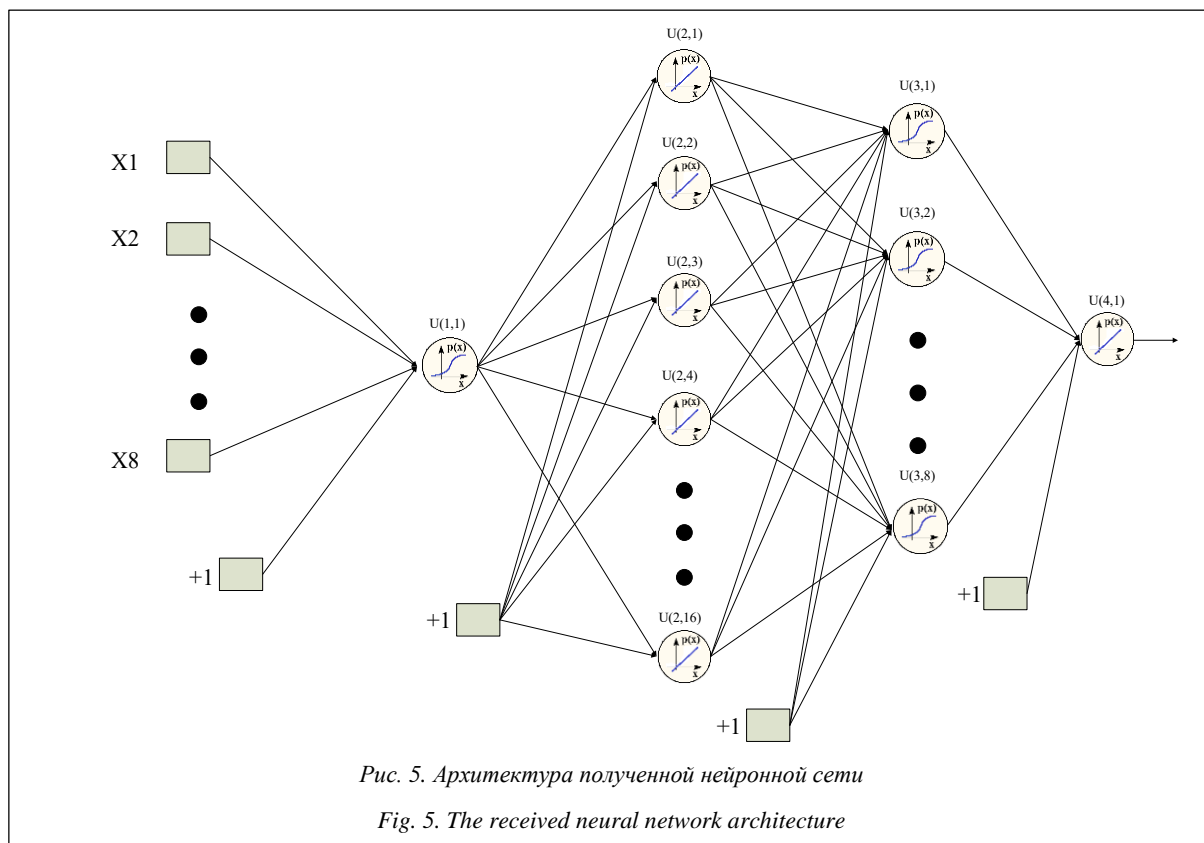 U(2,1)
p(x)
x
U(3,1)
p(x)
x
X1
U(2,2)
p(x)
x
X2
U(3,2)
p(x)
x
U(2,3)
p(x)
x
U(1,1)
p(x)
x
U(4,1)
p(x)
x
U(2,4)
p(x)
x
X8
U(3,8)
p(x)
x
+1
+1
+1
U(2,16)
p(x)
x
+1
Рис. 5. Архитектура полученной нейронной сети
Fig. 5. The received neural network architecture